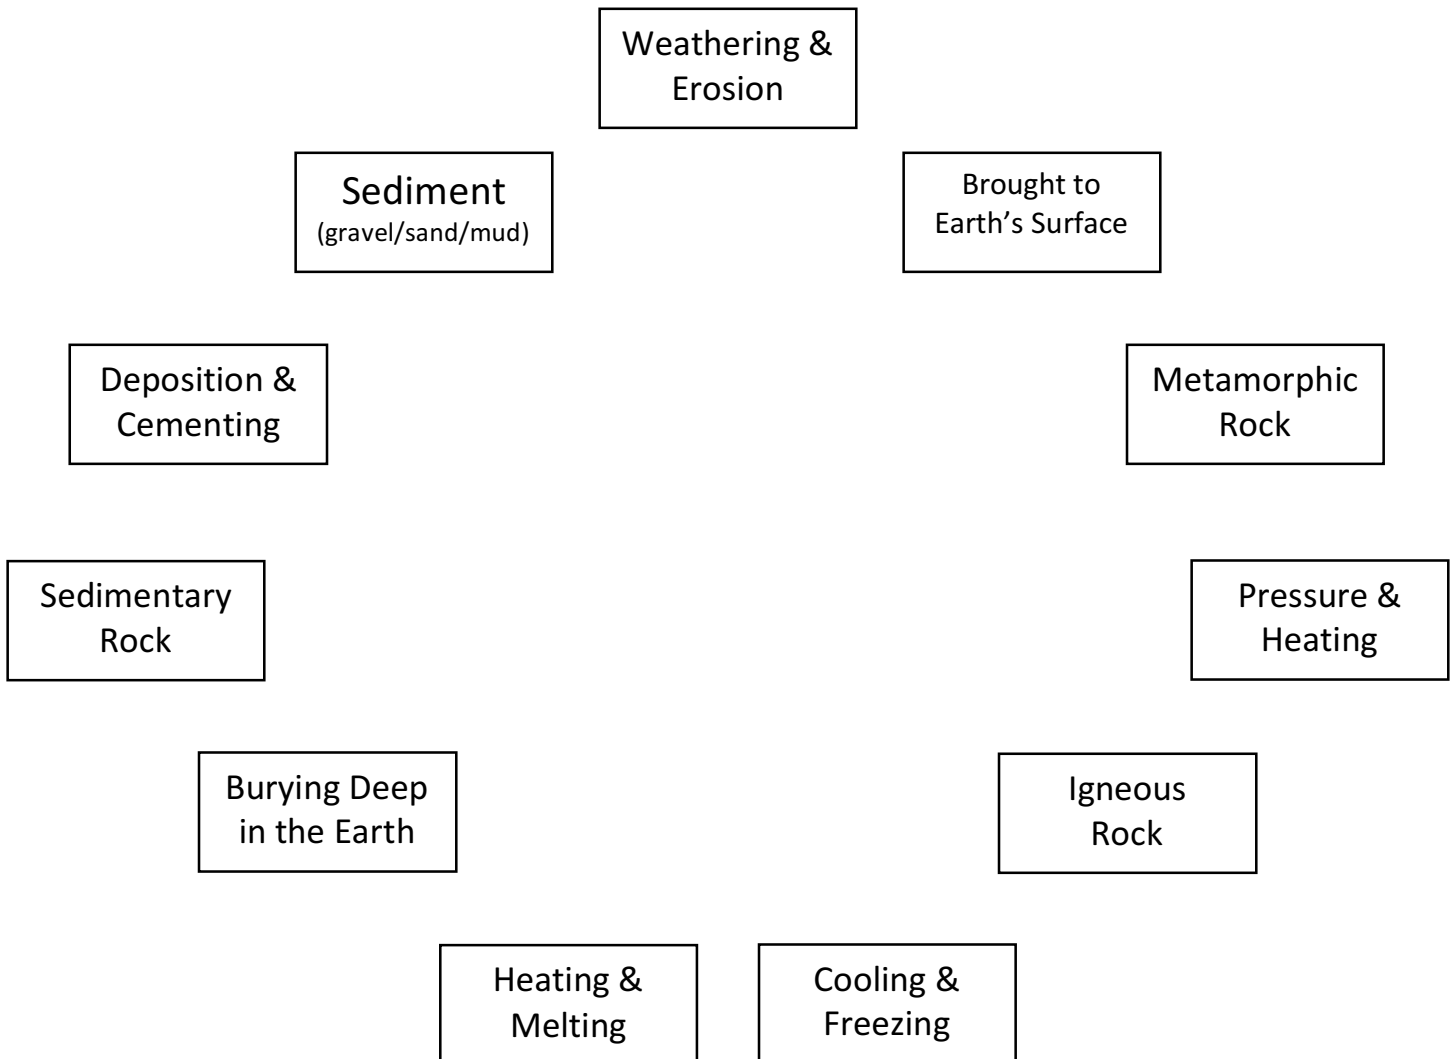 Weathering &
Erosion
Sediment
(gravel/sand/mud)
Brought to
Earth’s Surface
Deposition &
Cementing
Metamorphic
Rock
Sedimentary
Rock
Pressure &
Heating
Burying Deep
in the Earth
Igneous
Rock
Heating &
Melting
Cooling &
Freezing